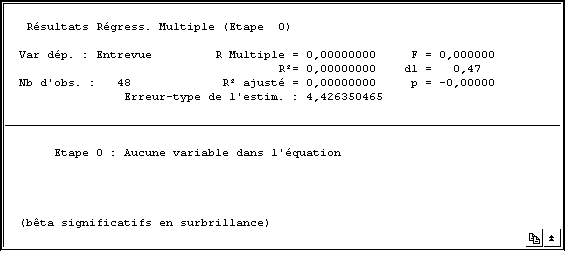 Résultats Régress. Multiple (Etape 0)
Var dép. : Entrevue R Multiple = 0,00000000 F = 0,000000
R²= 0,00000000 dl = 0,47
Nb d'obs. : 48 R² ajusté = 0,00000000 p = -0,00000
Erreur-type de l'estim. : 4,426350465
Etape 0 : Aucune variable dans l'équation
(bêta significatifs en surbrillance)